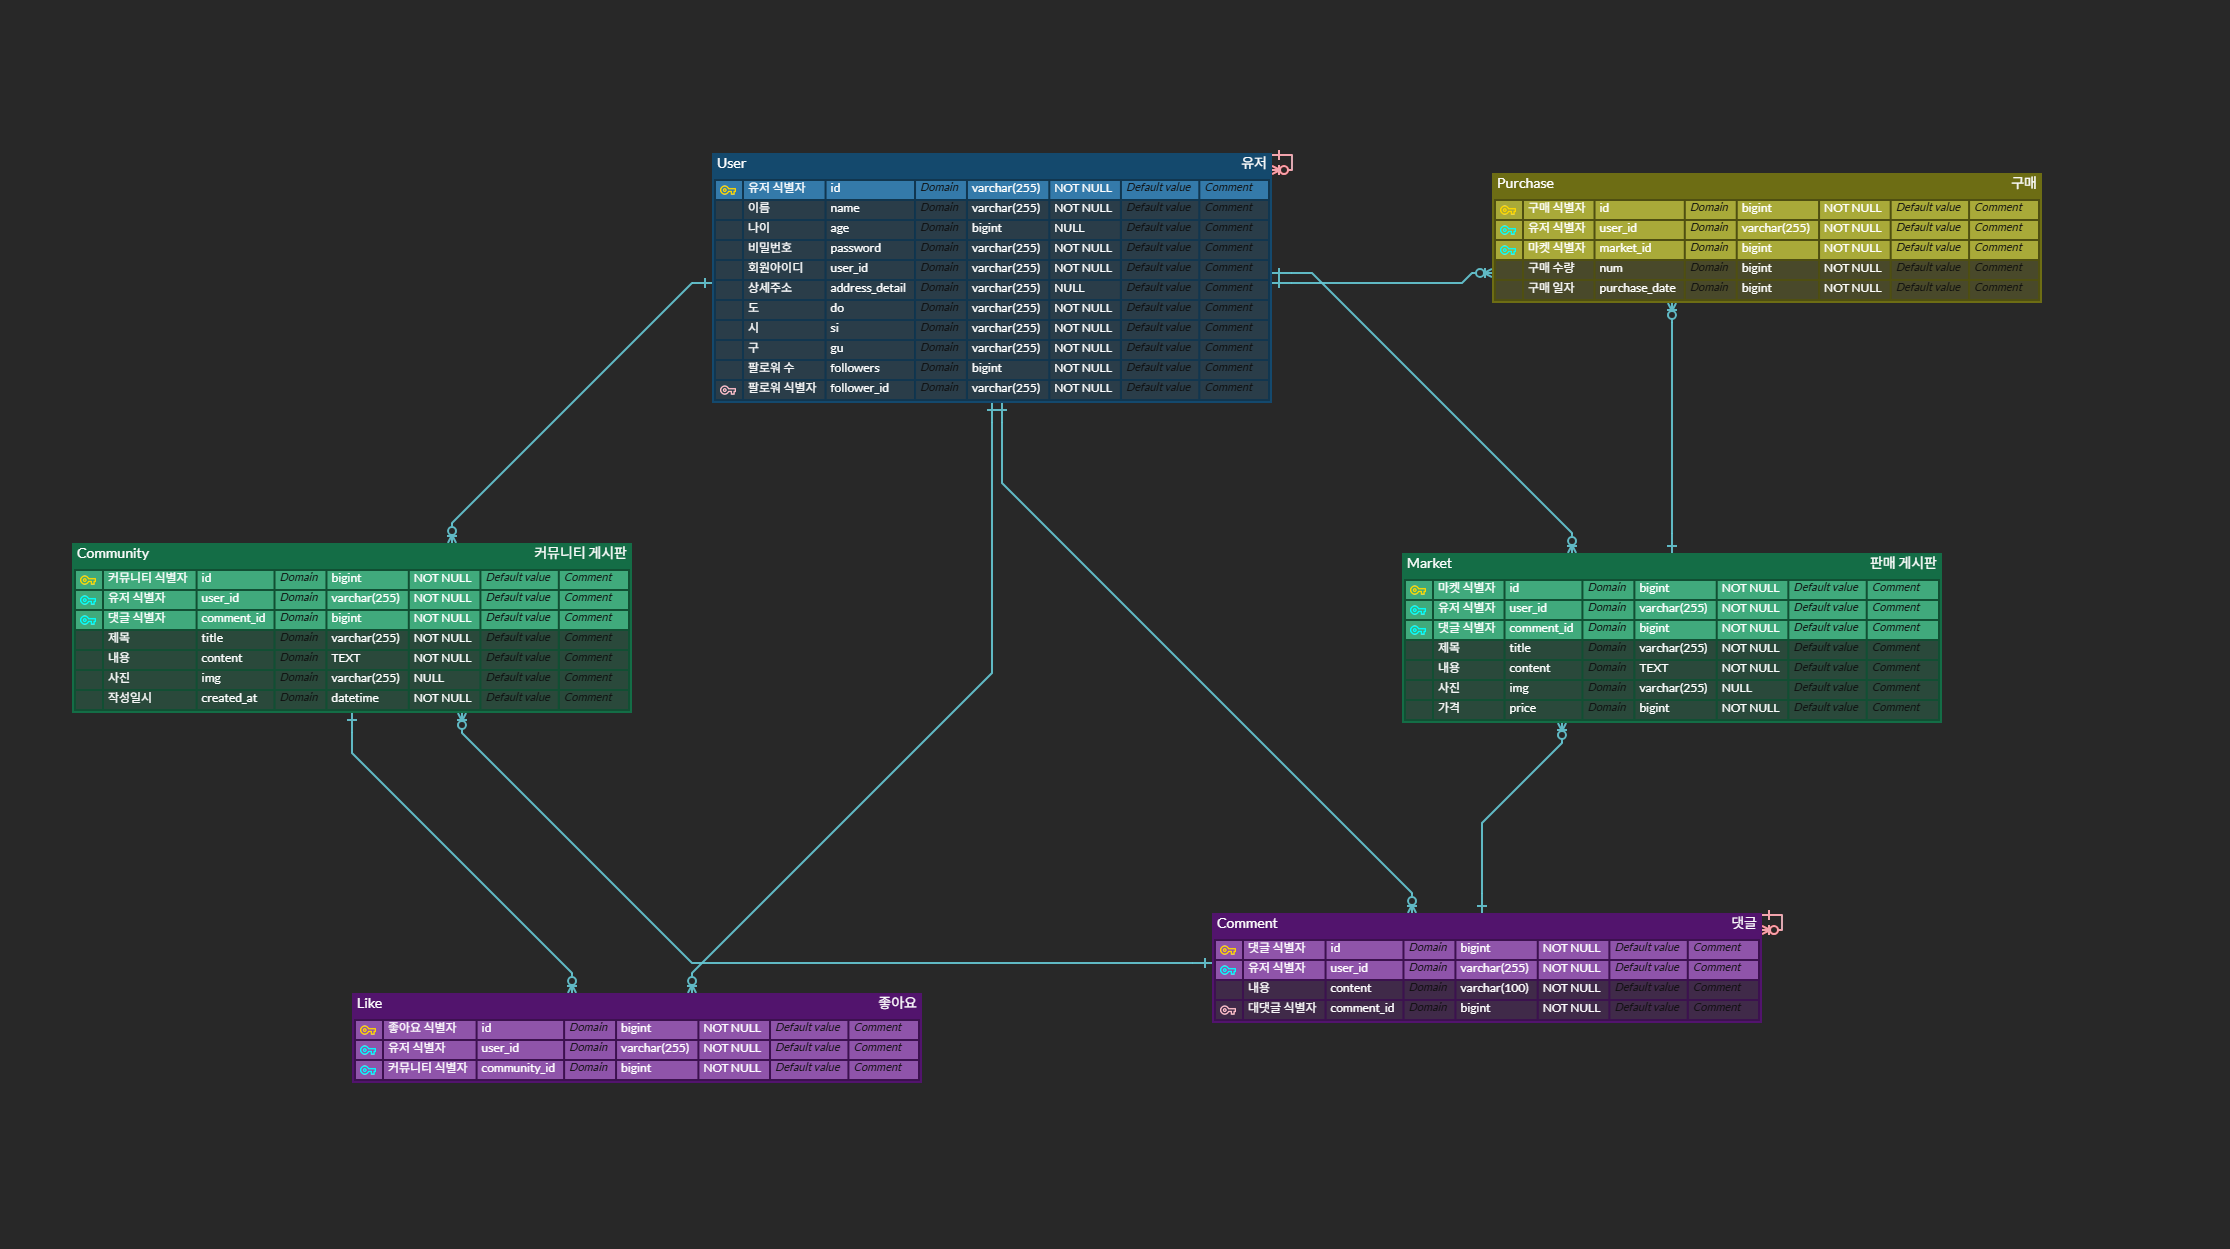 User 유저
유저 식별자 id Domain varchar(255) NOT NULL Default value Comment
이름 name Domain varchar(255) NOT NULL Default value Comment
나이 age Domain bigint NULL Default value Comment
비밀번호 password Domain varchar(255) NOT NULL Default value Comment
회원아이디 user_id Domain varchar(255) NOT NULL Default value Comment
상세주소 address_detail Domain varchar(255) NULL Default value Comment
도 do Domain varchar(255) NOT NULL Default value Comment
시 si Domain varchar(255) NOT NULL Default value Comment
구 gu Domain varchar(255) NOT NULL Default value Comment
팔로워 수 followers Domain bigint NOT NULL Default value Comment
팔로워 식별자 follower_id Domain varchar(255) NOT NULL Default value Comment
Purchase 구매
구매 식별자 id Domain bigint NOT NULL Default value Comment
유저 식별자 user_id Domain varchar(255) NOT NULL Default value Comment
마켓 식별자 market_id Domain bigint NOT NULL Default value Comment
구매 수량 num Domain bigint NOT NULL Default value Comment
구매 일자 purchase_date Domain bigint NOT NULL Default value Comment
Community 커뮤니티 게시판
커뮤니티 식별자 id Domain bigint NOT NULL Default value Comment
유저 식별자 user_id Domain varchar(255) NOT NULL Default value Comment
댓글 식별자 comment_id Domain bigint NOT NULL Default value Comment
제목 title Domain varchar(255) NOT NULL Default value Comment
내용 content Domain TEXT NOT NULL Default value Comment
사진 img Domain varchar(255) NULL Default value Comment
작성일시 created_at Domain datetime NOT NULL Default value Comment
Market 판매 게시판
마켓 식별자 id Domain bigint NOT NULL Default value Comment
유저 식별자 user_id Domain varchar(255) NOT NULL Default value Comment
댓글 식별자 comment_id Domain bigint NOT NULL Default value Comment
제목 title Domain varchar(255) NOT NULL Default value Comment
내용 content Domain TEXT NOT NULL Default value Comment
사진 img Domain varchar(255) NULL Default value Comment
가격 price Domain bigint NOT NULL Default value Comment
Comment 댓글
댓글 식별자 id Domain bigint NOT NULL Default value Comment
유저 식별자 user_id Domain varchar(255) NOT NULL Default value Comment
내용 content Domain varchar(100) NOT NULL Default value Comment
대댓글 식별자 comment_id Domain bigint NOT NULL Default value Comment
Like 좋아요
좋아요 식별자 id Domain bigint NOT NULL Default value Comment
유저 식별자 user_id Domain varchar(255) NOT NULL Default value Comment
커뮤니티 식별자 community_id Domain bigint NOT NULL Default value Comment